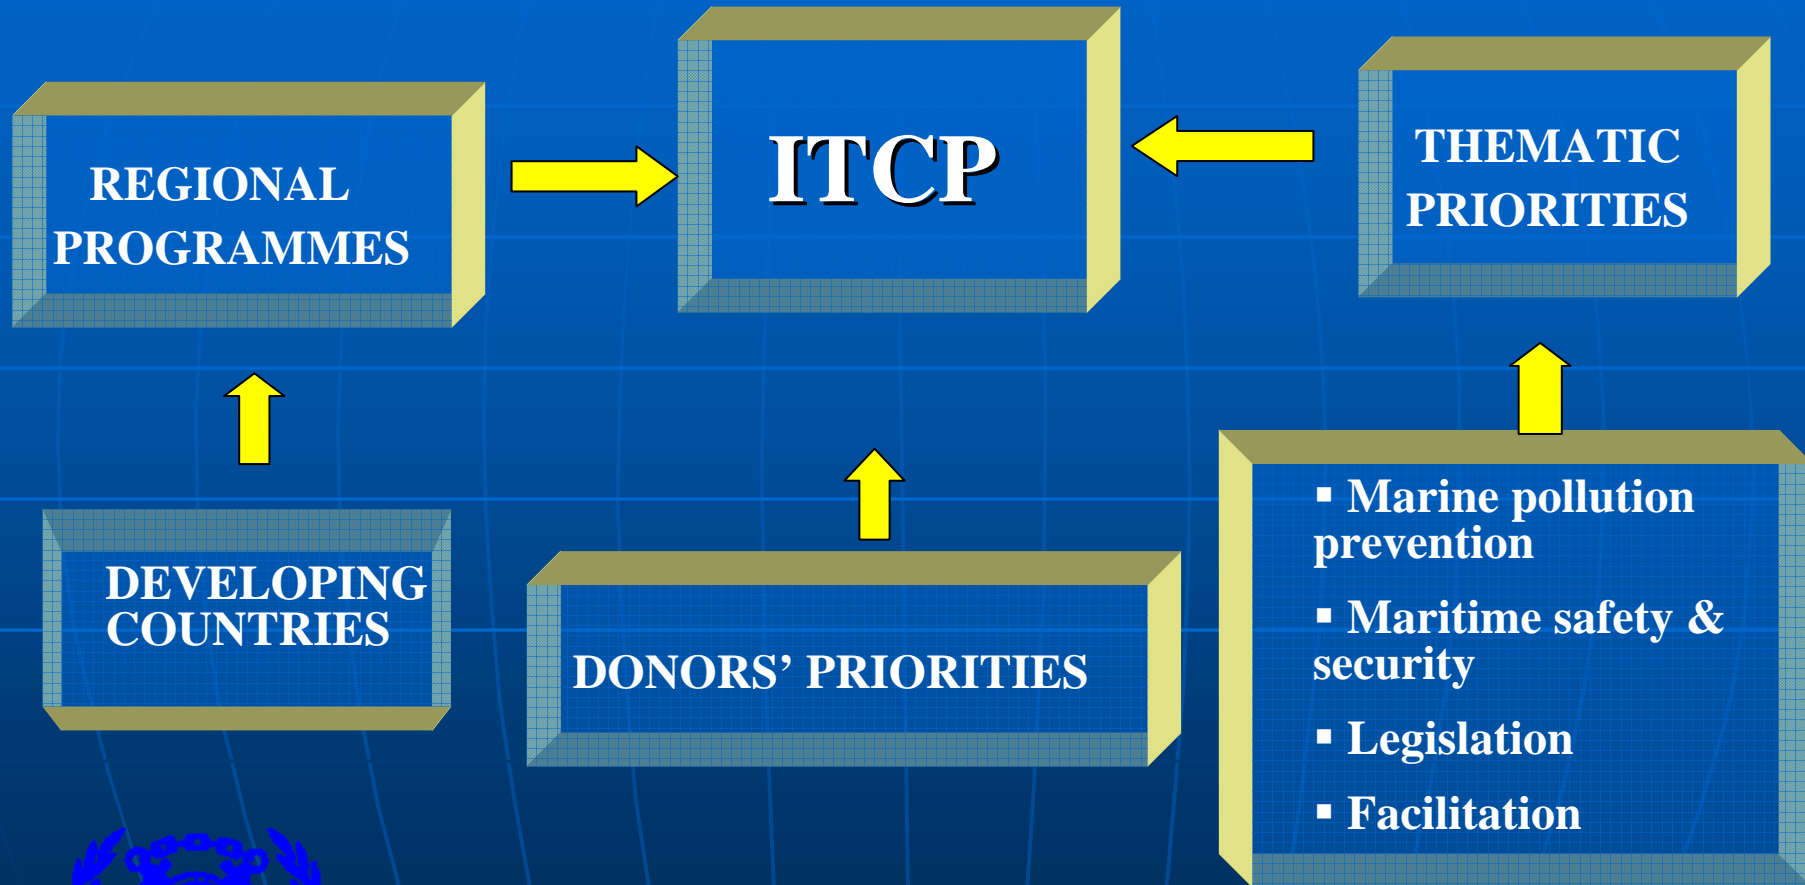 REGIONAL
PROGRAMMES
ITCP
THEMATIC
PRIORITIES
DEVELOPING
COUNTRIES
DONORS’ PRIORITIES
▪ Marine pollution
prevention
▪ Maritime safety &
security
▪ Legislation
▪ Facilitation